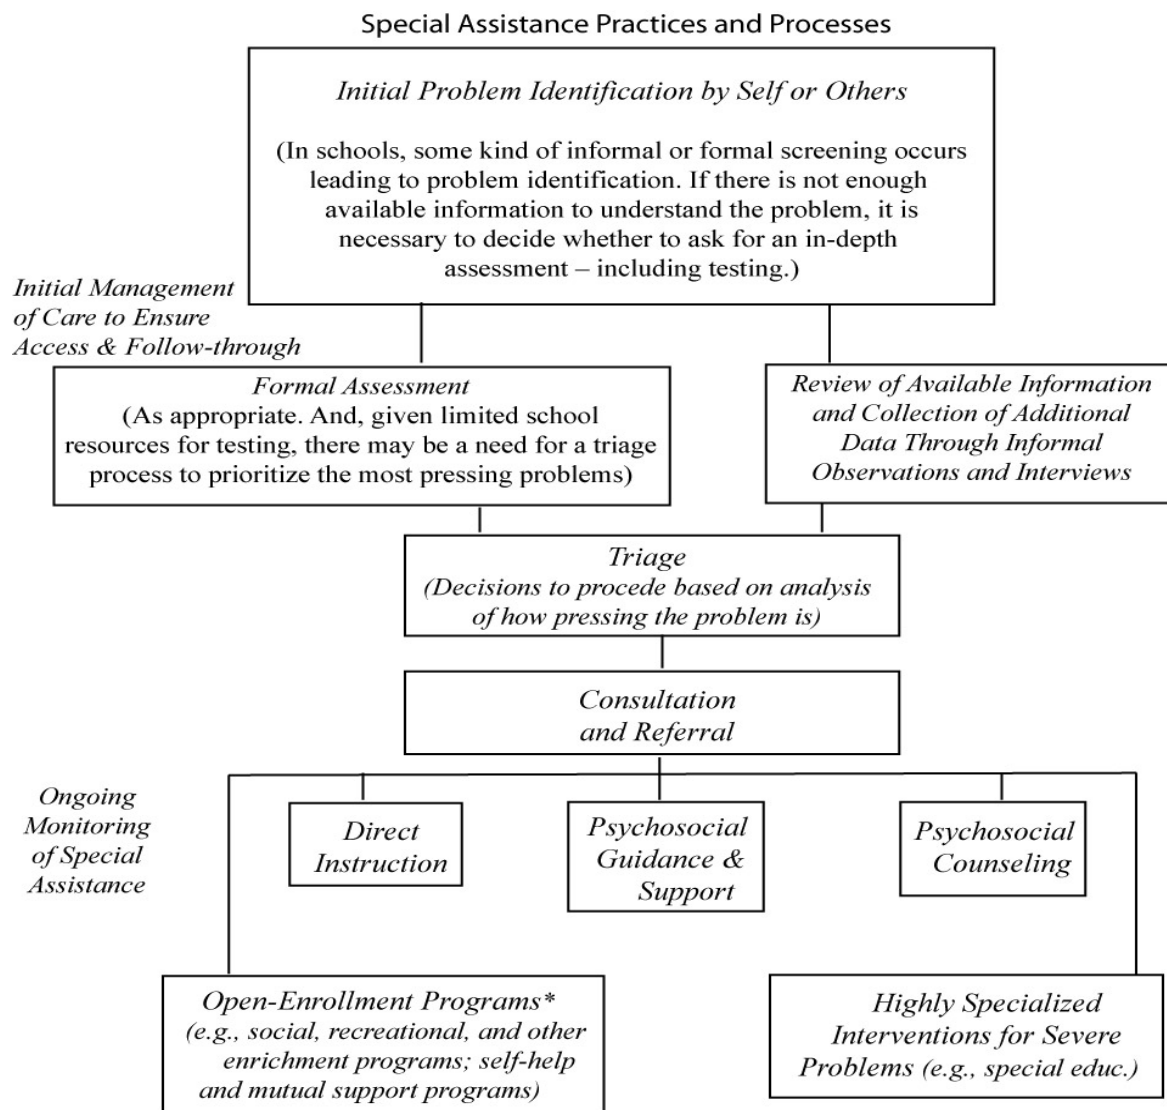 Special Assistance Practices and Processes
Initial Problem Identification by Self or Others
(In schools, some kind of informal or formal screening occurs
leading to problem identification. If there is not enough
available information to understand the problem, it is
necessary to decide whether to ask for an in-depth
assessment – including testing.)
Initial Management
of Care to Ensure
Access & Follow-through
Formal Assessment
(As appropriate. And, given limited school
resources for testing, there may be a need for a triage
process to prioritize the most pressing problems)
Review of Available Information
and Collection of Additional
Data Through Informal
Observations and Interviews
Triage
(Decisions to procede based on analysis
of how pressing the problem is)
Consultation
and Referral
Ongoing
Monitoring
of Special
Assistance
Direct
Instruction
Psychosocial
Guidance &
Support
Psychosocial
Counseling
Open-Enrollment Programs*
(e.g., social, recreational, and other
enrichment programs; self-help
and mutual support programs)
Highly Specialized
Interventions for Severe
Problems (e.g., special educ.)